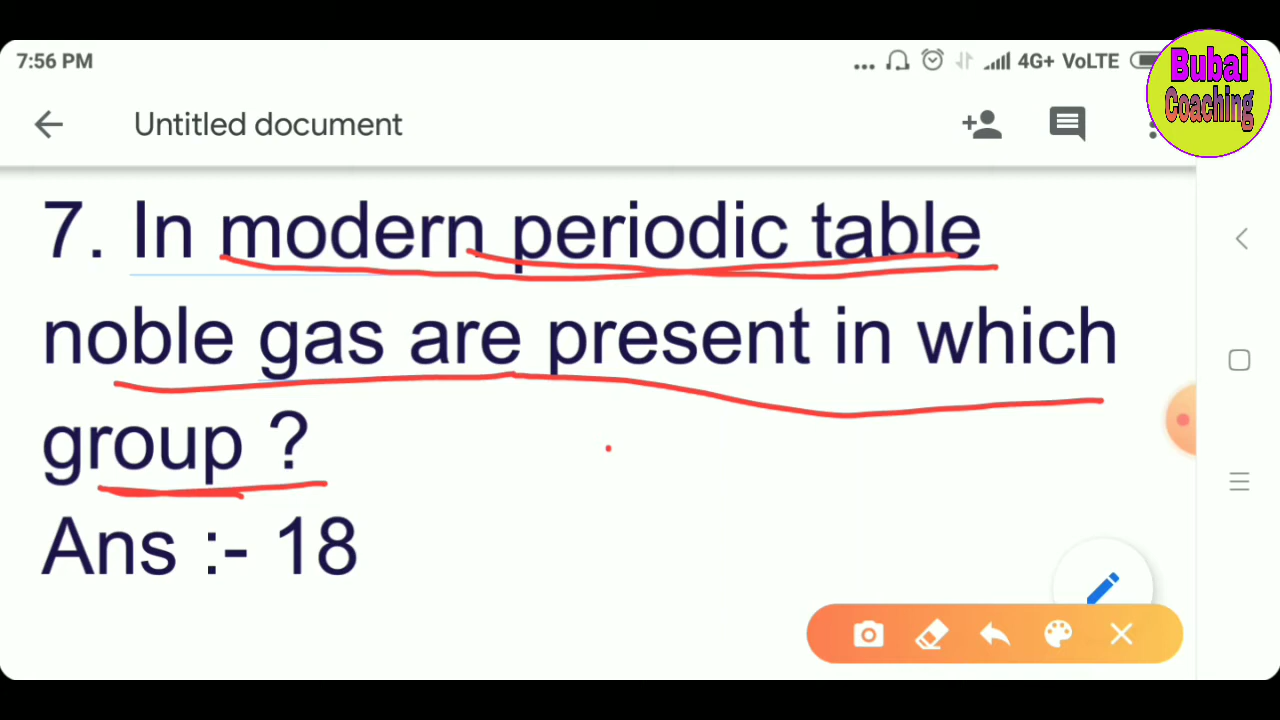 7:56 PM
... 4G+ VoLTE
Bubai
Coaching
Untitled document
7. In modern periodic table
noble gas are present in which
group ?
Ans :- 18